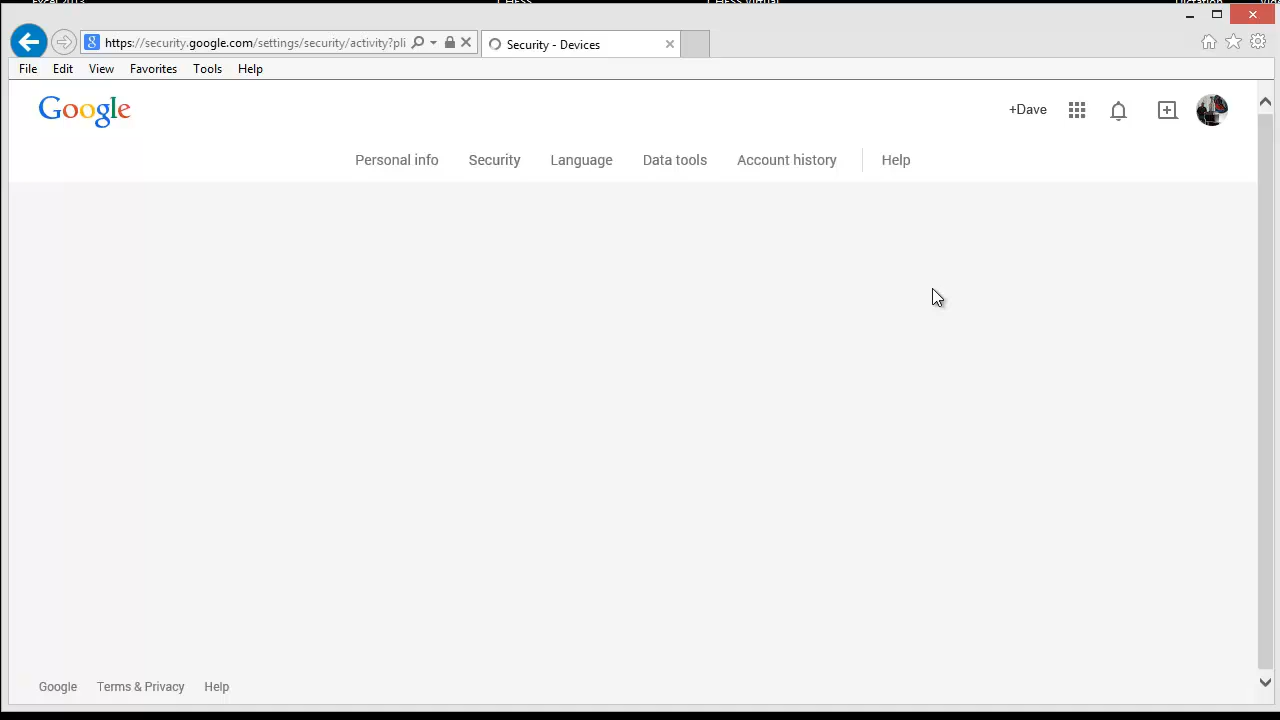 https://security.google.com/settings/security/activity?pli
Security - Devices
File Edit View Favorites Tools Help
Google
+Dave
Personal info Security Language Data tools Account history Help
Google Terms & Privacy Help